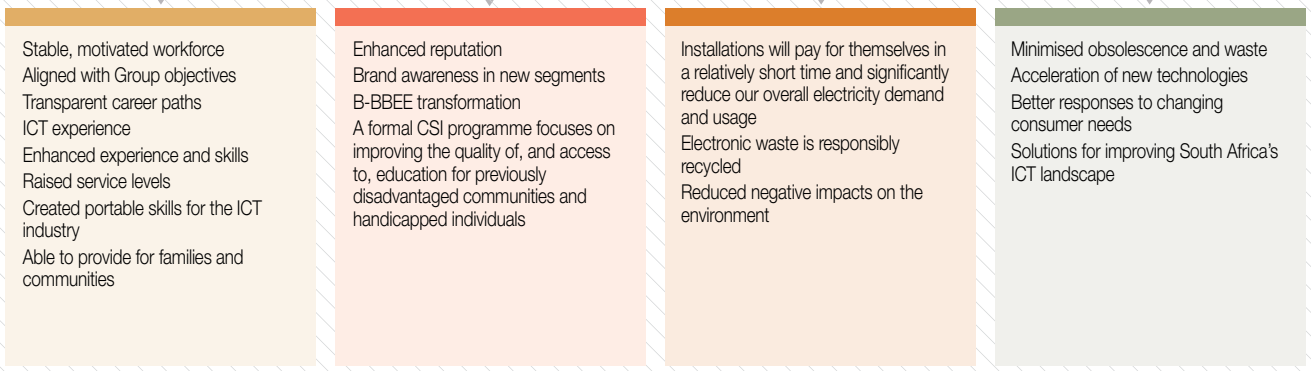 Stable, motivated workforce
Aligned with Group objectives
Transparent career paths
ICT experience
Enhanced experience and skills
Raised service levels
Created portable skills for the ICT
industry
Able to provide for families and
communities
Enhanced reputation
Brand awareness in new segments
B-BBEE transformation
A formal CSI programme focuses on
improving the quality of, and access
to, education for previously
disadvantaged communities and
handicapped individuals
Installations will pay for themselves in
a relatively short time and significantly
reduce our overall electricity demand
and usage
Electronic waste is responsibly
recycled
Reduced negative impacts on the
environment
Minimised obsolescence and waste
Acceleration of new technologies
Better responses to changing
consumer needs
Solutions for improving South Africa's
ICT landscape